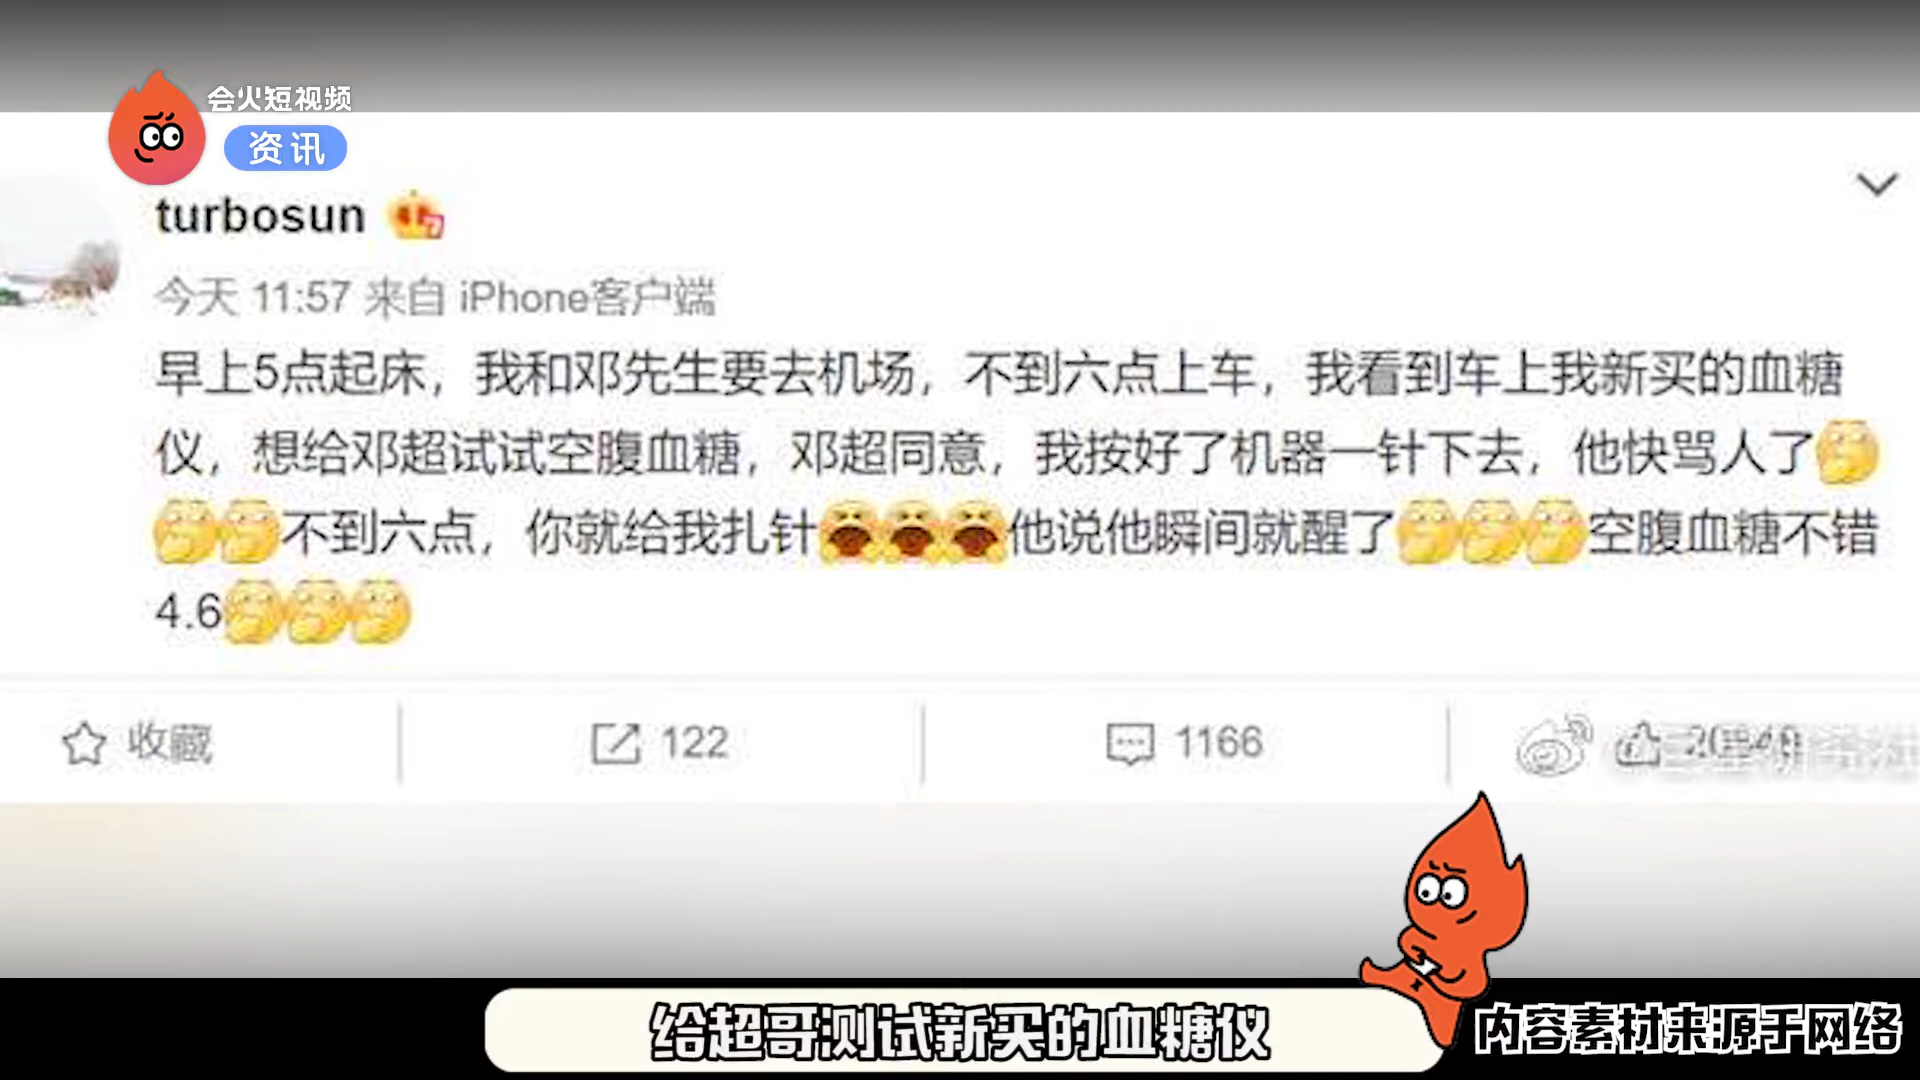 会火短视频
资讯
turbosun
今天 11:57 来自 iPhone客户端
早上5点起床，我和邓先生要去机场，不到六点上车，我看到车上我新买的血糖
仪，想给邓超试试空腹血糖，邓超同意，我按好了机器一针下去，他快骂人了
不到六点，你就给我扎针他说他瞬间就醒了空腹血糖不错
4.6
收藏
122
1166
给超哥测试新买的血糖仪
内容素材来源于网络